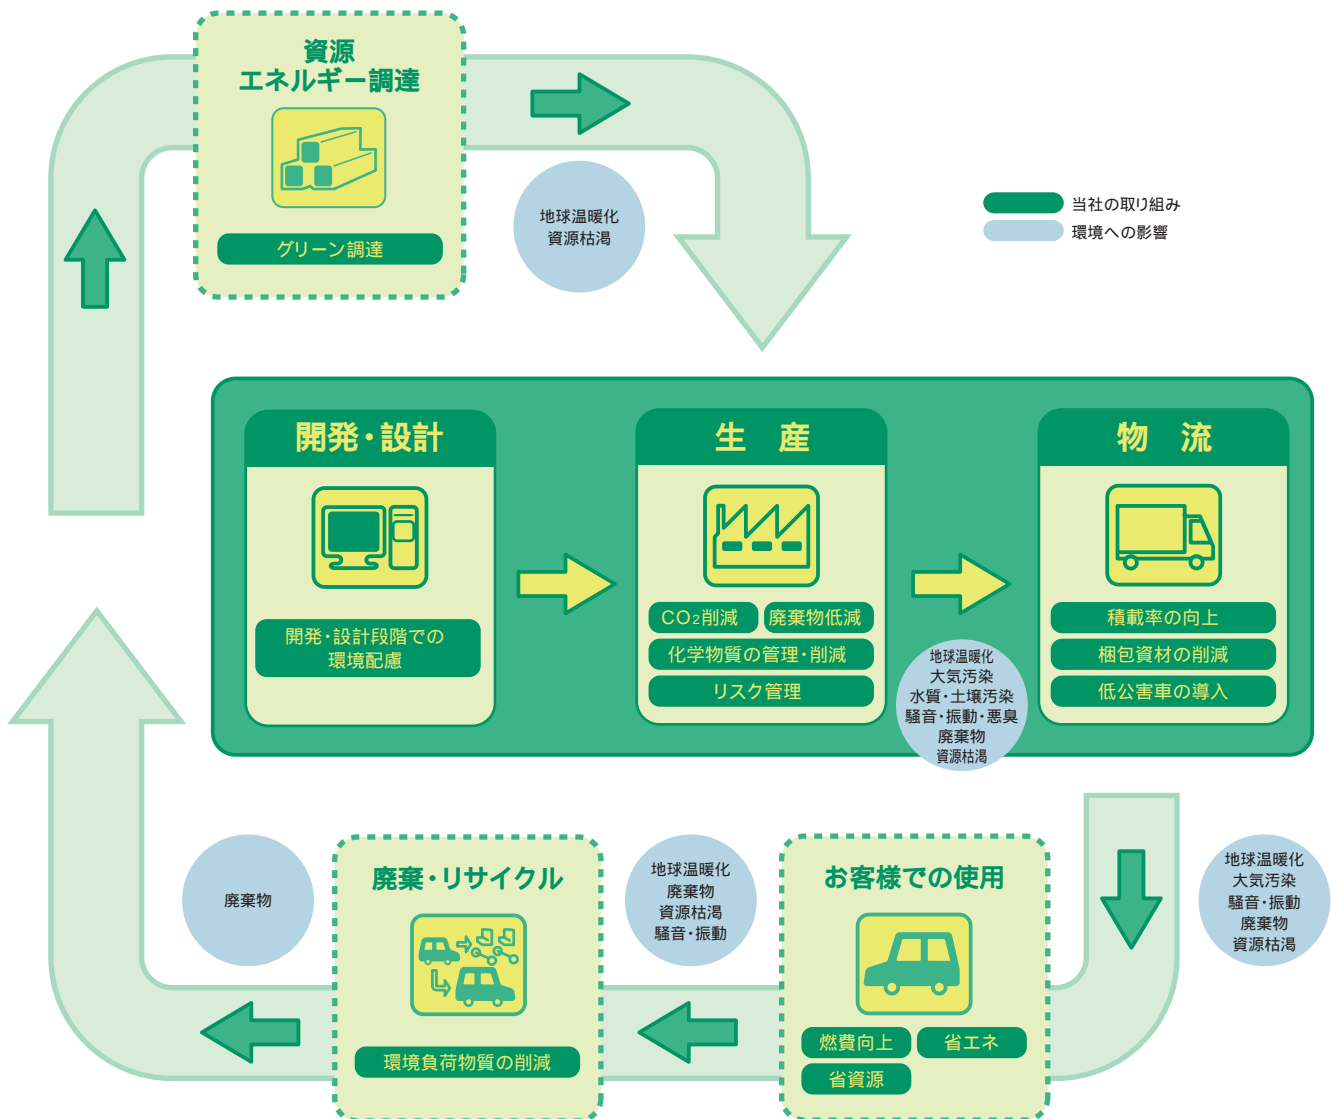 資源
エネルギー調達
グリーン調達
地球温暖化
資源枯渇
当社の取り組み
環境への影響
開発・設計
開発・設計段階での
環境配慮
生 産
CO₂削減
廃棄物低減
化学物質の管理・削減
リスク管理
地球温暖化
大気汚染
水質・土壌汚染
騒音・振動・悪臭
廃棄物
資源枯渇
物 流
積載率の向上
梱包資材の削減
低公害車の導入
地球温暖化
大気汚染
騒音・振動
廃棄物
資源枯渇
お客様での使用
燃費向上
省エネ
省資源
地球温暖化
廃棄物
資源枯渇
騒音・振動
廃棄・リサイクル
環境負荷物質の削減
廃棄物